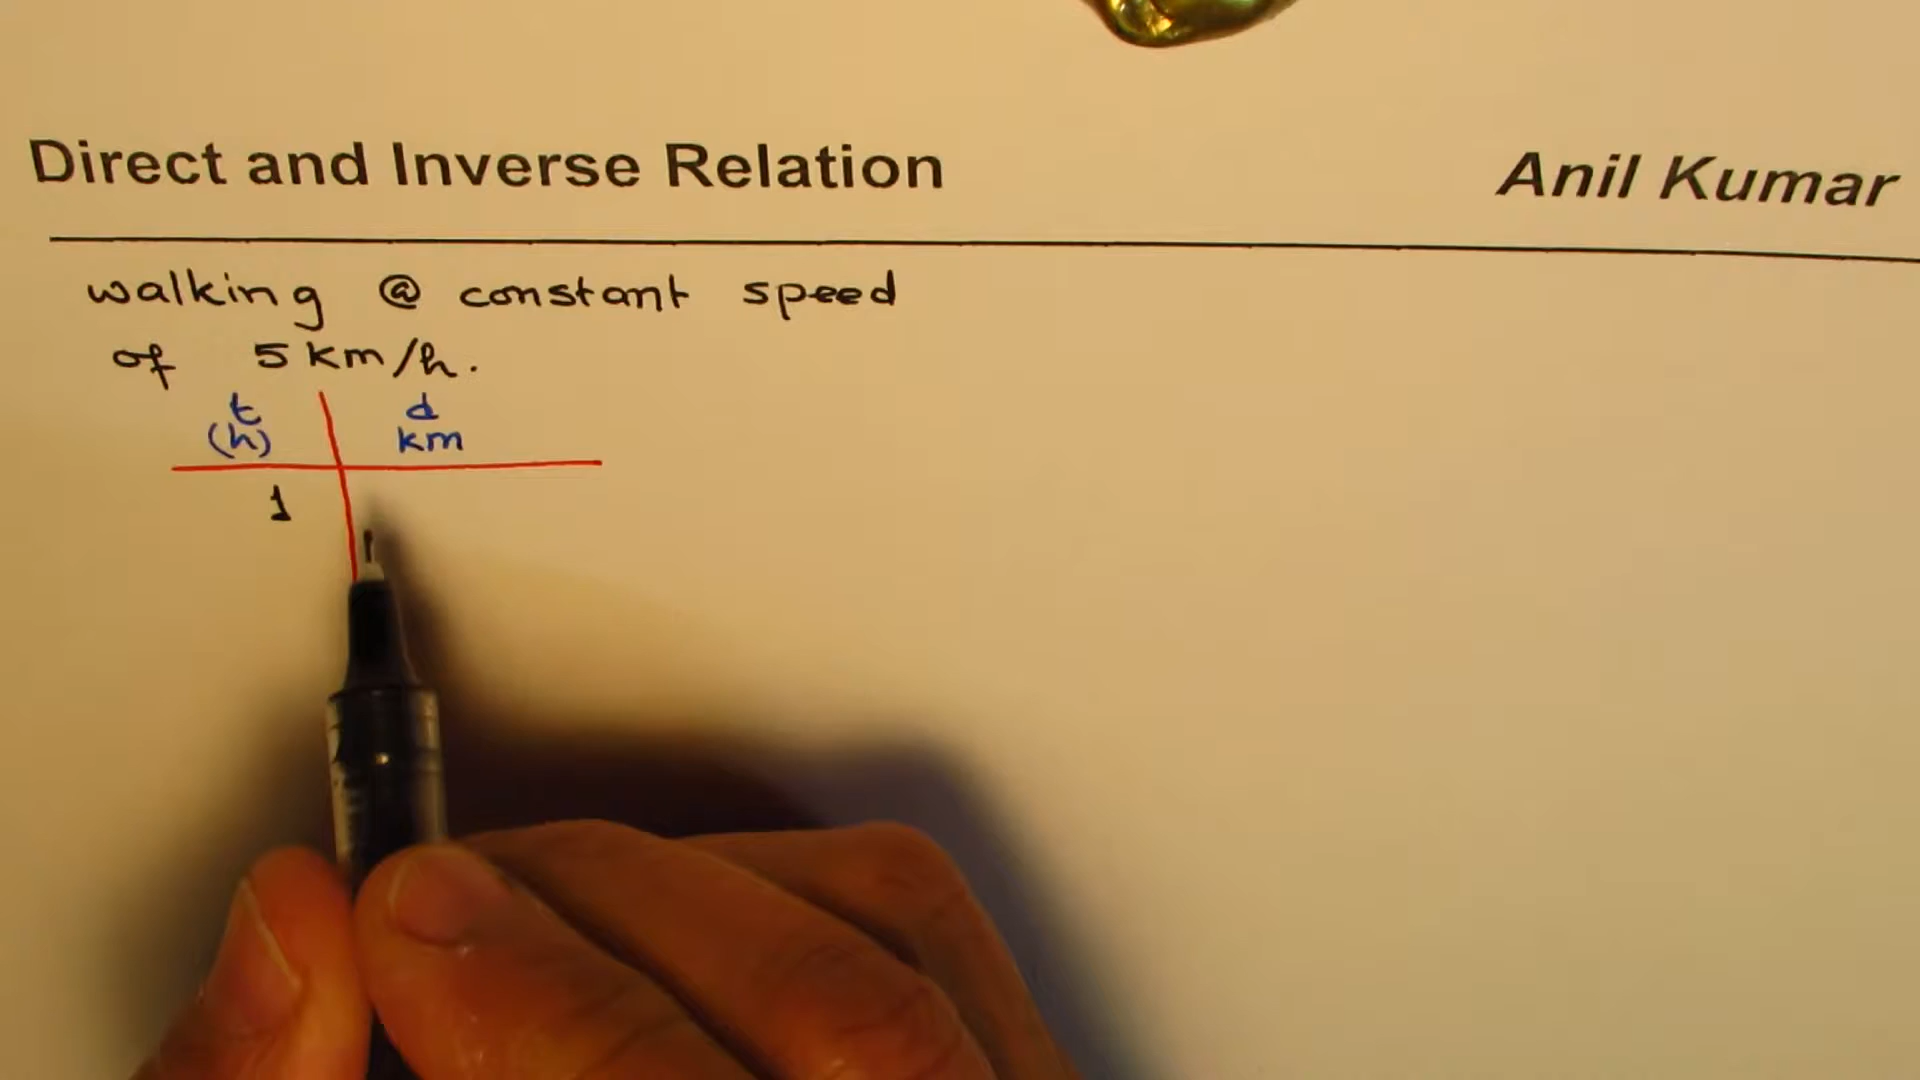 Direct and Inverse Relation
Anil Kumar
walking @ constant speed
of 5 km/h.
t d
(h) km
1